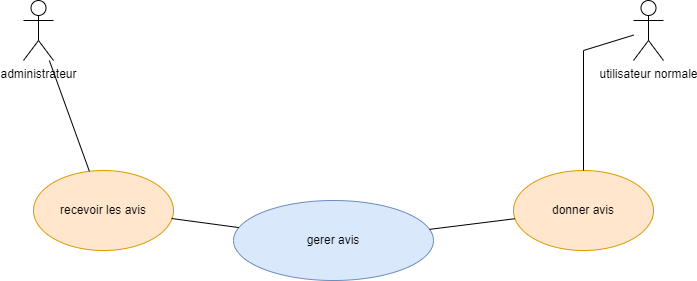 administrateur
utilisateur normale
recevoir les avis
donner avis
gerer avis